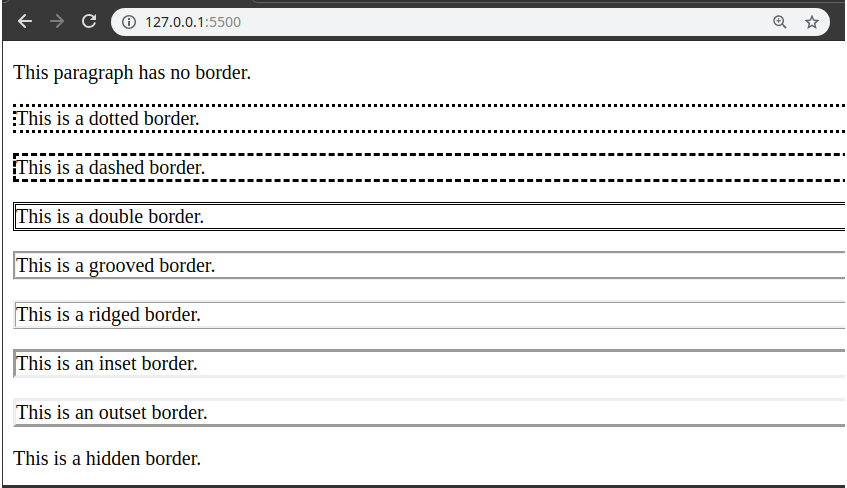 127.0.0.1:5500
This paragraph has no border.
This is a dotted border.
This is a dashed border.
This is a double border.
This is a grooved border.
This is a ridged border.
This is an inset border.
This is an outset border.
This is a hidden border.